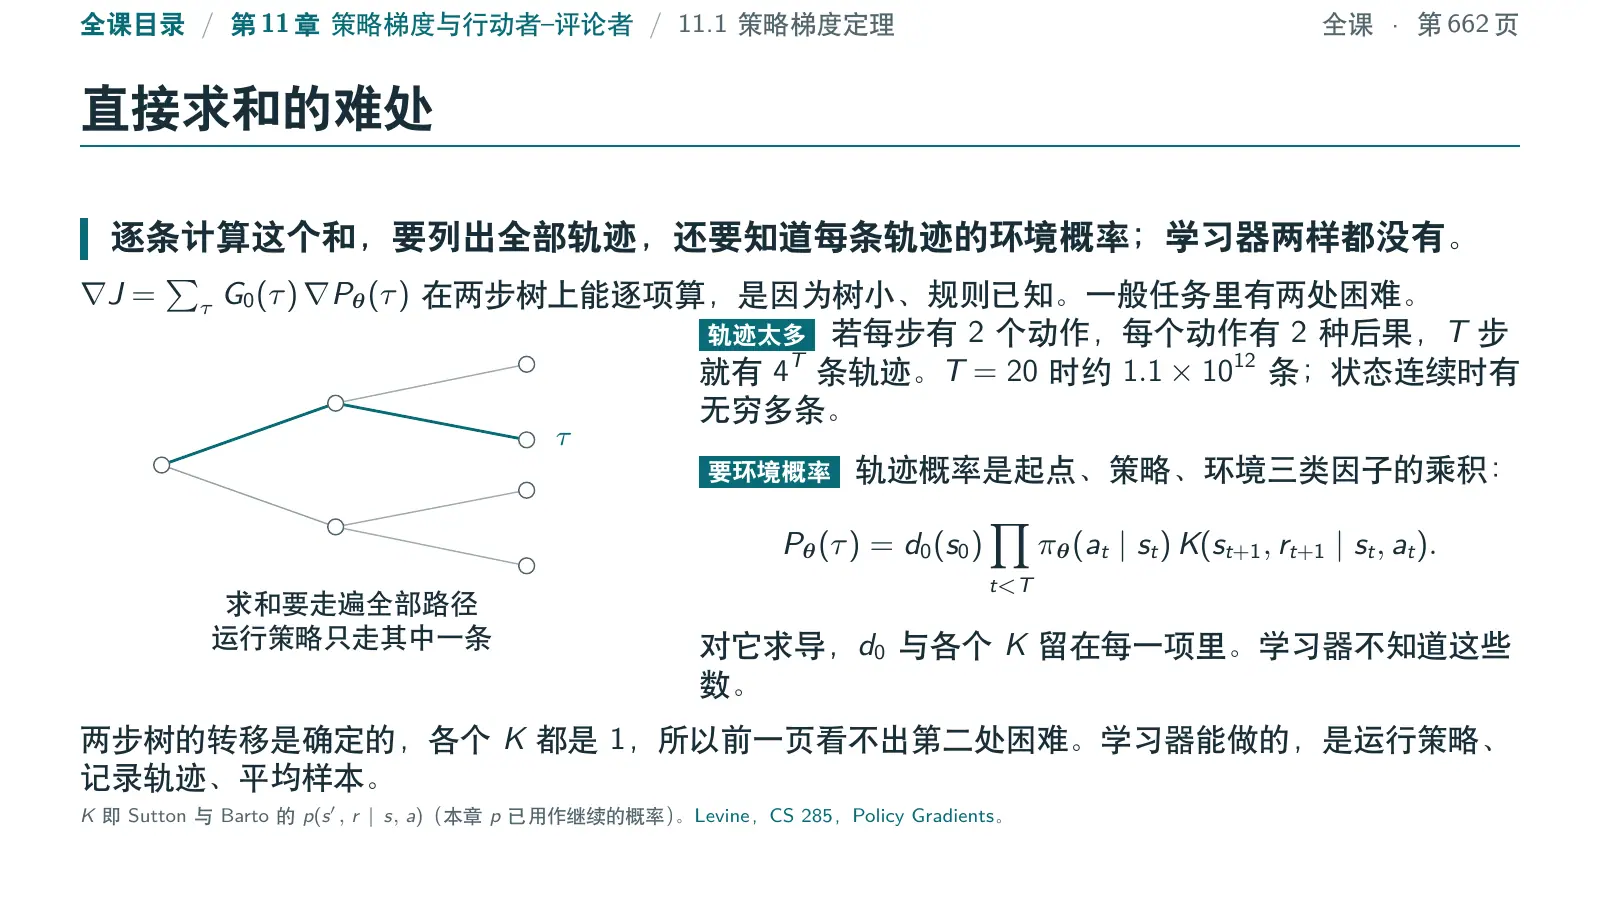 全课目录 / 第 11 章 策略梯度与行动者–评论者 / 11.1 策略梯度定理
全课 · 第 662 页
直接求和的难处
逐条计算这个和，要列出全部轨迹，还要知道每条轨迹的环境概率；学习器两样都没有。
∇J = ∑_τ G₀(τ) ∇P_θ(τ) 在两步树上能逐项算，是因为树小、规则已知。一般任务里有两处困难。
τ
求和要走遍全部路径
运行策略只走其中一条
轨迹太多 若每步有 2 个动作，每个动作有 2 种后果，T 步
就有 4^T 条轨迹。T = 20 时约 1.1 × 10¹² 条；状态连续时有
无穷多条。
要环境概率 轨迹概率是起点、策略、环境三类因子的乘积：
P_θ(τ) = d₀(s₀) ∏_{t<T} π_θ(a_t | s_t) K(s_{t+1}, r_{t+1} | s_t, a_t).
对它求导，d₀ 与各个 K 留在每一项里。学习器不知道这些
数。
两步树的转移是确定的，各个 K 都是 1，所以前一页看不出第二处困难。学习器能做的，是运行策略、
记录轨迹、平均样本。
K 即 Sutton 与 Barto 的 p(s′, r | s, a)（本章 p 已用作继续的概率）。Levine，CS 285，Policy Gradients。